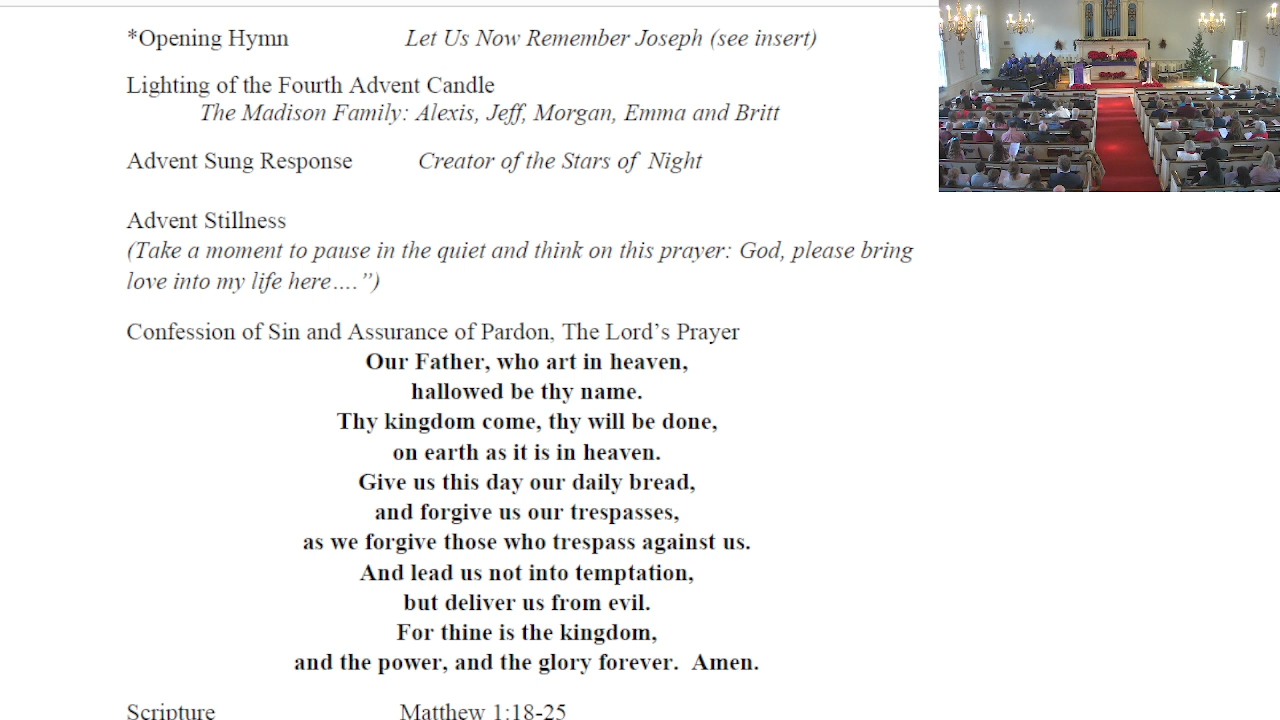 *Opening Hymn Let Us Now Remember Joseph (see insert)
Lighting of the Fourth Advent Candle
The Madison Family: Alexis, Jeff, Morgan, Emma and Britt
Advent Sung Response Creator of the Stars of Night
Advent Stillness
(Take a moment to pause in the quiet and think on this prayer: God, please bring
love into my life here….”)
Confession of Sin and Assurance of Pardon, The Lord’s Prayer
Our Father, who art in heaven,
hallowed be thy name.
Thy kingdom come, thy will be done,
on earth as it is in heaven.
Give us this day our daily bread,
and forgive us our trespasses,
as we forgive those who trespass against us.
And lead us not into temptation,
but deliver us from evil.
For thine is the kingdom,
and the power, and the glory forever. Amen.
Scripture Matthew 1:18-25